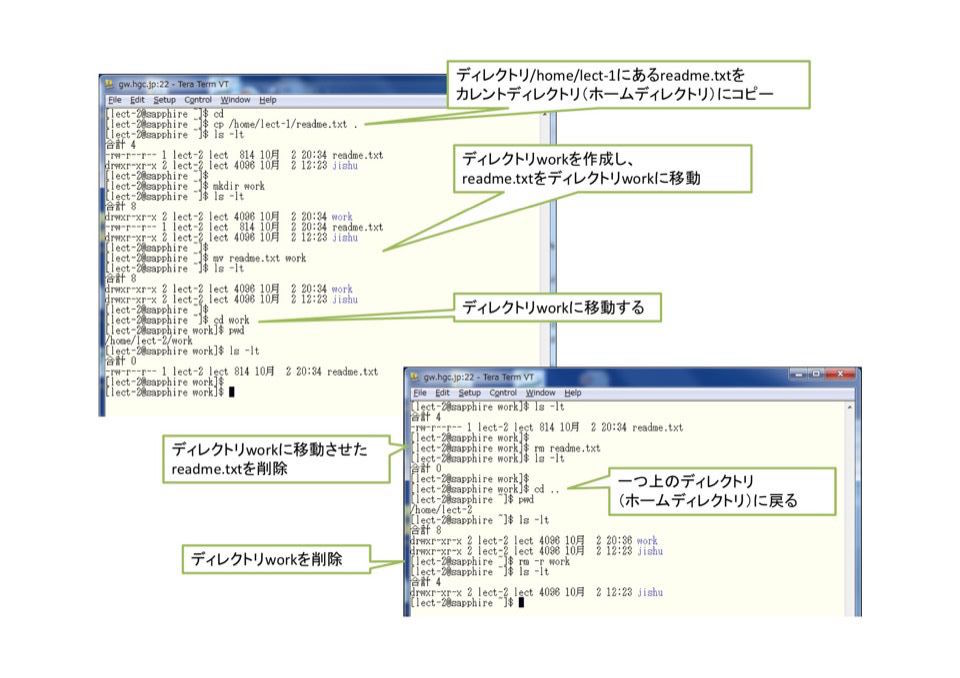 gw.hgc.jp:22 - Tera Term VT
File Edit Setup Control Window Help
[lect-2@sapphire ~]$ cd
[lect-2@sapphire ~]$ cp /home/lect-1/readme.txt .
[lect-2@sapphire ~]$ ls -lt
合計 4
-rw-r--r-- 1 lect-2 lect 814 10月 2 20:34 readme.txt
drwxr-xr-x 2 lect-2 lect 4096 10月 2 12:23 jishu
[lect-2@sapphire ~]$
[lect-2@sapphire ~]$ mkdir work
[lect-2@sapphire ~]$ ls -lt
合計 8
drwxr-xr-x 2 lect-2 lect 4096 10月 2 20:34 work
-rw-r--r-- 1 lect-2 lect 814 10月 2 20:34 readme.txt
drwxr-xr-x 2 lect-2 lect 4096 10月 2 12:23 jishu
[lect-2@sapphire ~]$
[lect-2@sapphire ~]$ mv readme.txt work
[lect-2@sapphire ~]$ ls -lt
合計 8
drwxr-xr-x 2 lect-2 lect 4096 10月 2 20:34 work
drwxr-xr-x 2 lect-2 lect 4096 10月 2 12:23 jishu
[lect-2@sapphire ~]$
[lect-2@sapphire ~]$ cd work
[lect-2@sapphire work]$ pwd
/home/lect-2/work
[lect-2@sapphire work]$ ls -lt
合計 0
-rw-r--r-- 1 lect-2 lect 814 10月 2 20:34 readme.txt
[lect-2@sapphire work]$
[lect-2@sapphire work]$
ディレクトリ/home/lect-1にあるreadme.txtを
カレントディレクトリ（ホームディレクトリ）にコピー
ディレクトリworkを作成し、
readme.txtをディレクトリworkに移動
ディレクトリworkに移動する
gw.hgc.jp:22 - Tera Term VT
File Edit Setup Control Window Help
[lect-2@sapphire work]$ ls -lt
合計 4
-rw-r--r-- 1 lect-2 lect 814 10月 2 20:34 readme.txt
[lect-2@sapphire work]$
[lect-2@sapphire work]$ rm readme.txt
[lect-2@sapphire work]$ ls -lt
合計 0
[lect-2@sapphire work]$
[lect-2@sapphire work]$ cd ..
[lect-2@sapphire ~]$ pwd
/home/lect-2
[lect-2@sapphire ~]$ ls -lt
合計 8
drwxr-xr-x 2 lect-2 lect 4096 10月 2 20:36 work
drwxr-xr-x 2 lect-2 lect 4096 10月 2 12:23 jishu
[lect-2@sapphire ~]$ rm -r work
[lect-2@sapphire ~]$ ls -lt
合計 4
drwxr-xr-x 2 lect-2 lect 4096 10月 2 12:23 jishu
[lect-2@sapphire ~]$
ディレクトリworkに移動させた
readme.txtを削除
一つ上のディレクトリ
（ホームディレクトリ）に戻る
ディレクトリworkを削除